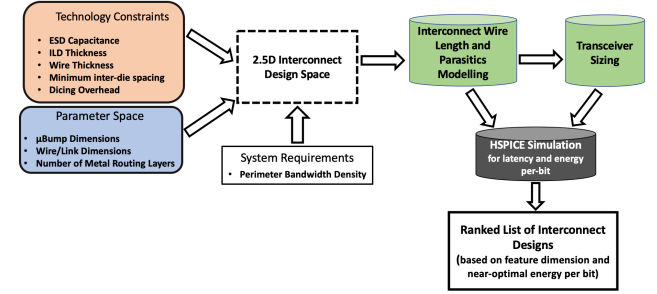 Technology Constraints
• ESD Capacitance
• ILD Thickness
• Wire Thickness
• Minimum inter-die spacing
• Dicing Overhead
Parameter Space
• μBump Dimensions
• Wire/Link Dimensions
• Number of Metal Routing Layers
2.5D Interconnect
Design Space
System Requirements
• Perimeter Bandwidth Density
Interconnect Wire
Length and
Parasitics
Modelling
Transceiver
Sizing
HSPICE Simulation
for latency and energy
per-bit
Ranked List of Interconnect
Designs
(based on feature dimension and
near-optimal energy per bit)